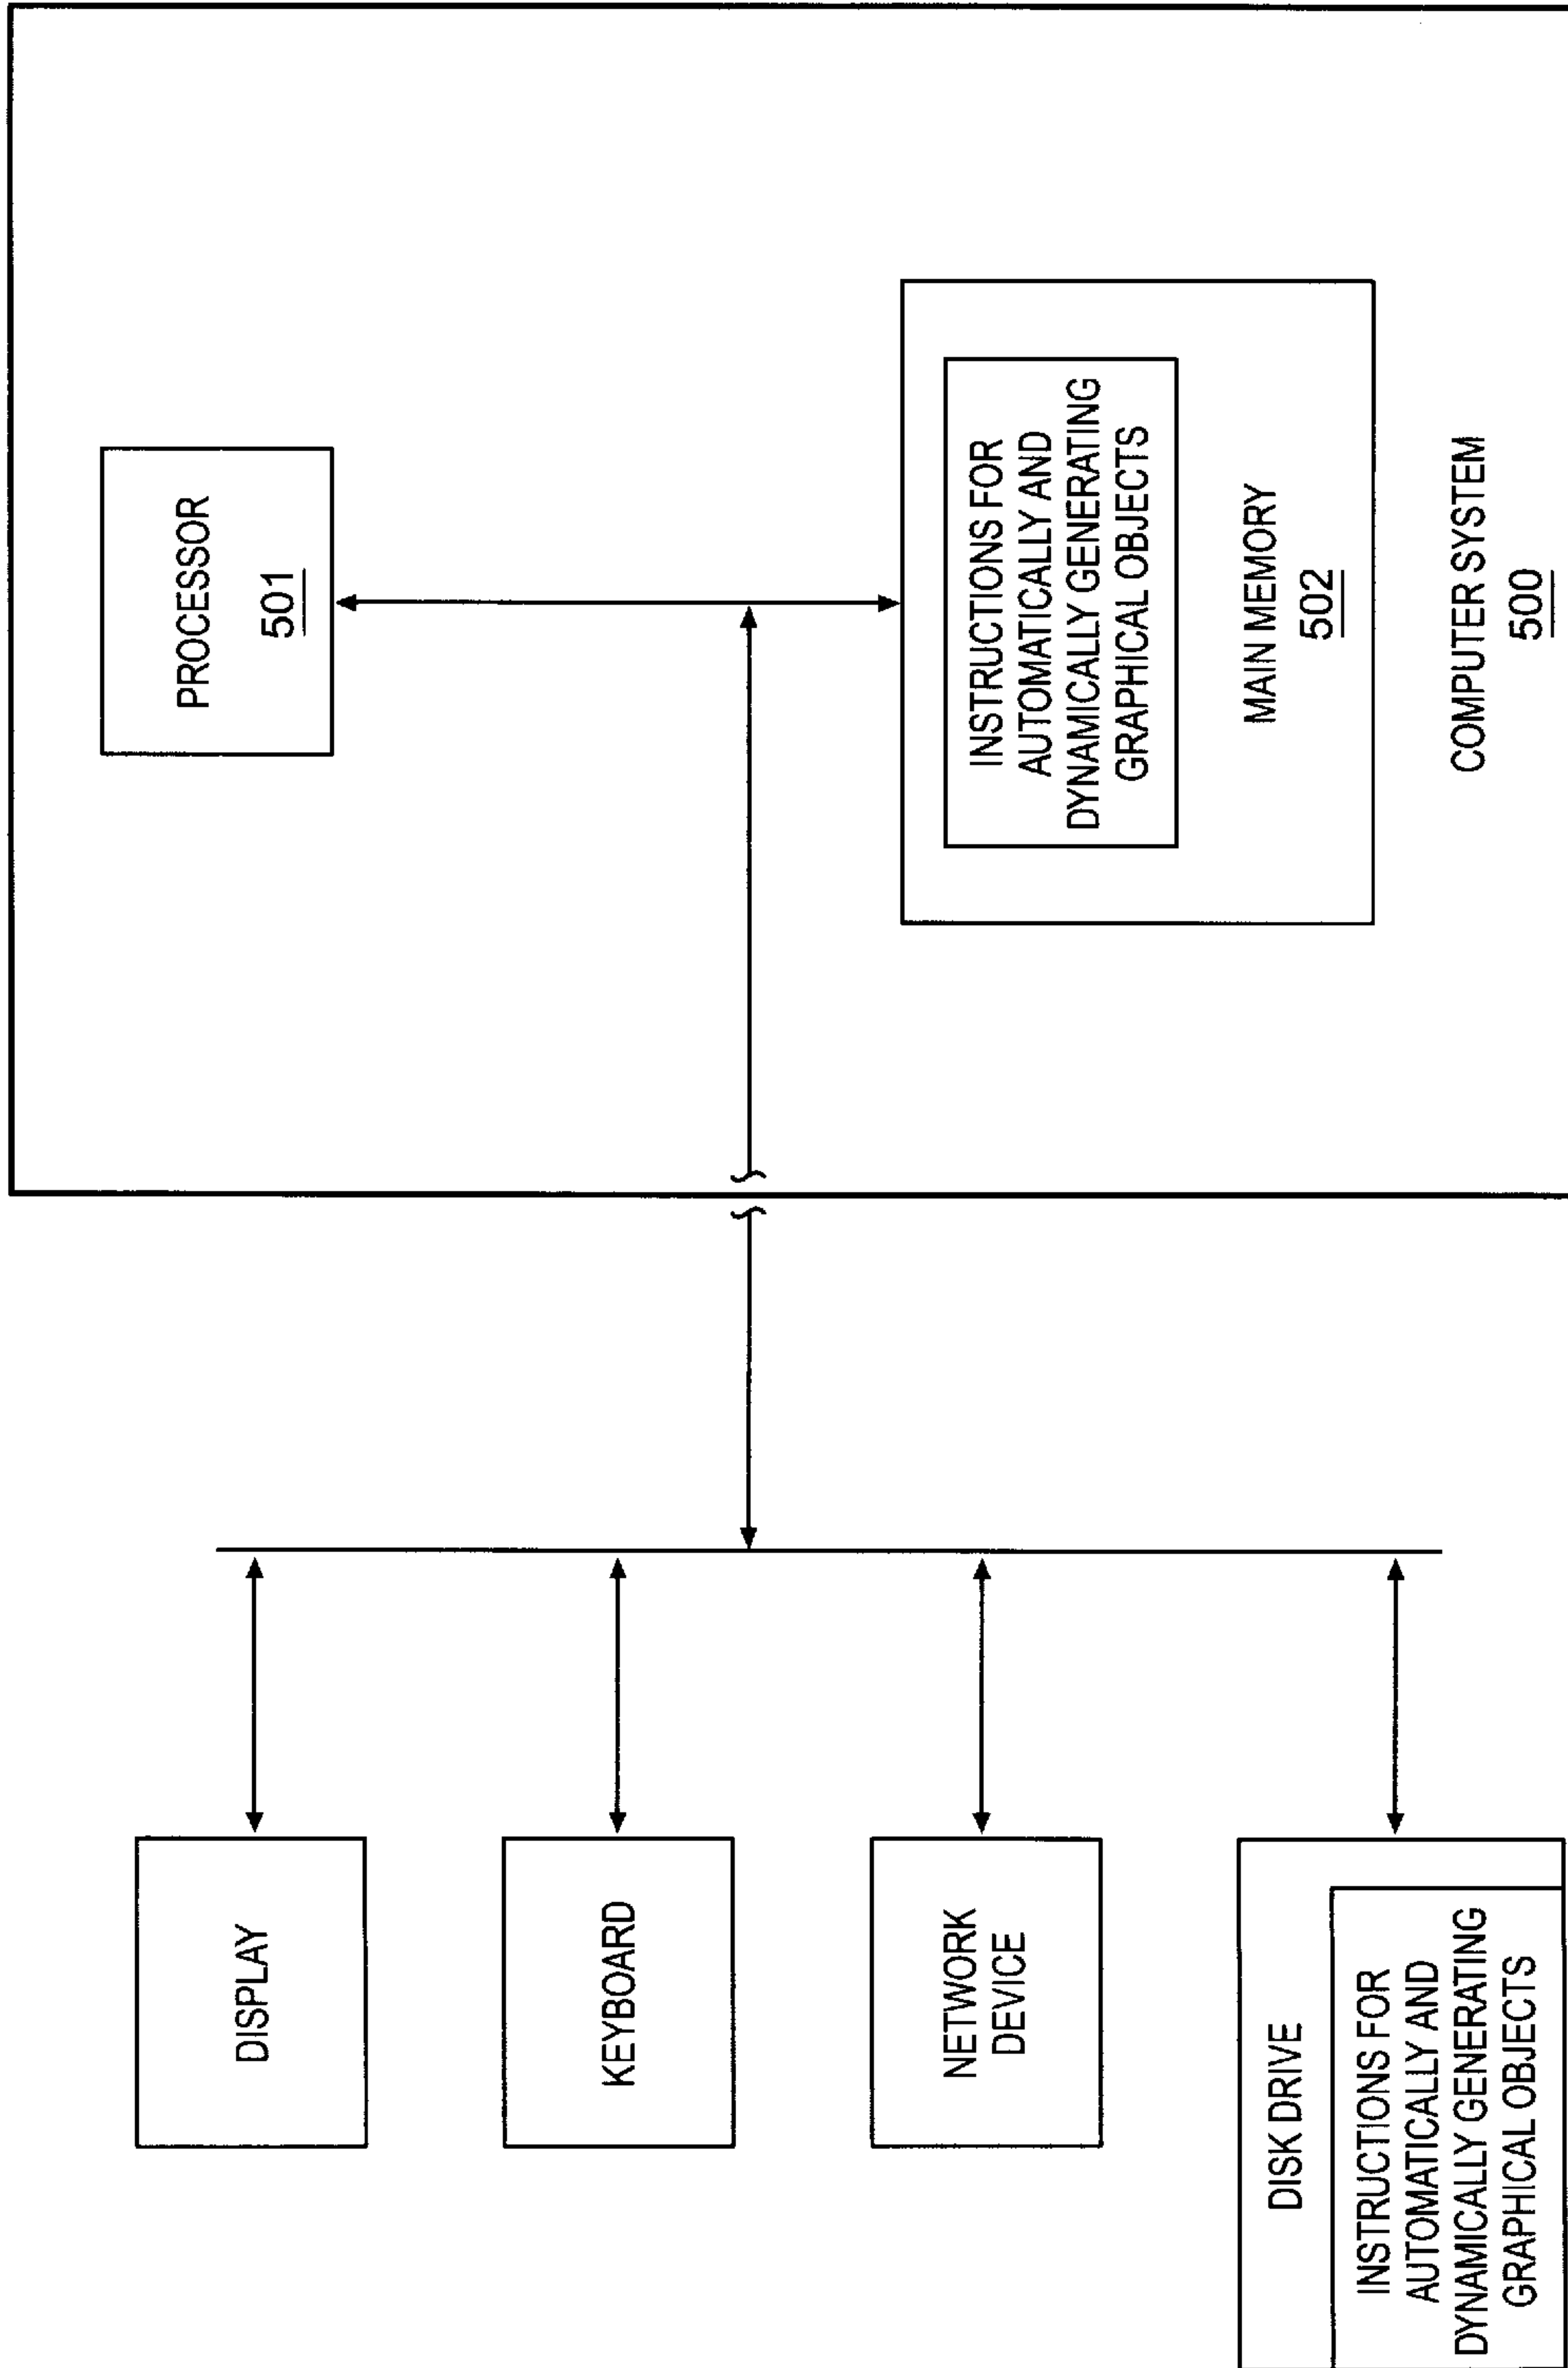 DISPLAY
KEYBOARD
NETWORK
DEVICE
DISK DRIVE
INSTRUCTIONS FOR
AUTOMATICALLY AND
DYNAMICALLY GENERATING
GRAPHICAL OBJECTS
PROCESSOR
501
INSTRUCTIONS FOR
AUTOMATICALLY AND
DYNAMICALLY GENERATING
GRAPHICAL OBJECTS
MAIN MEMORY
502
COMPUTER SYSTEM
500